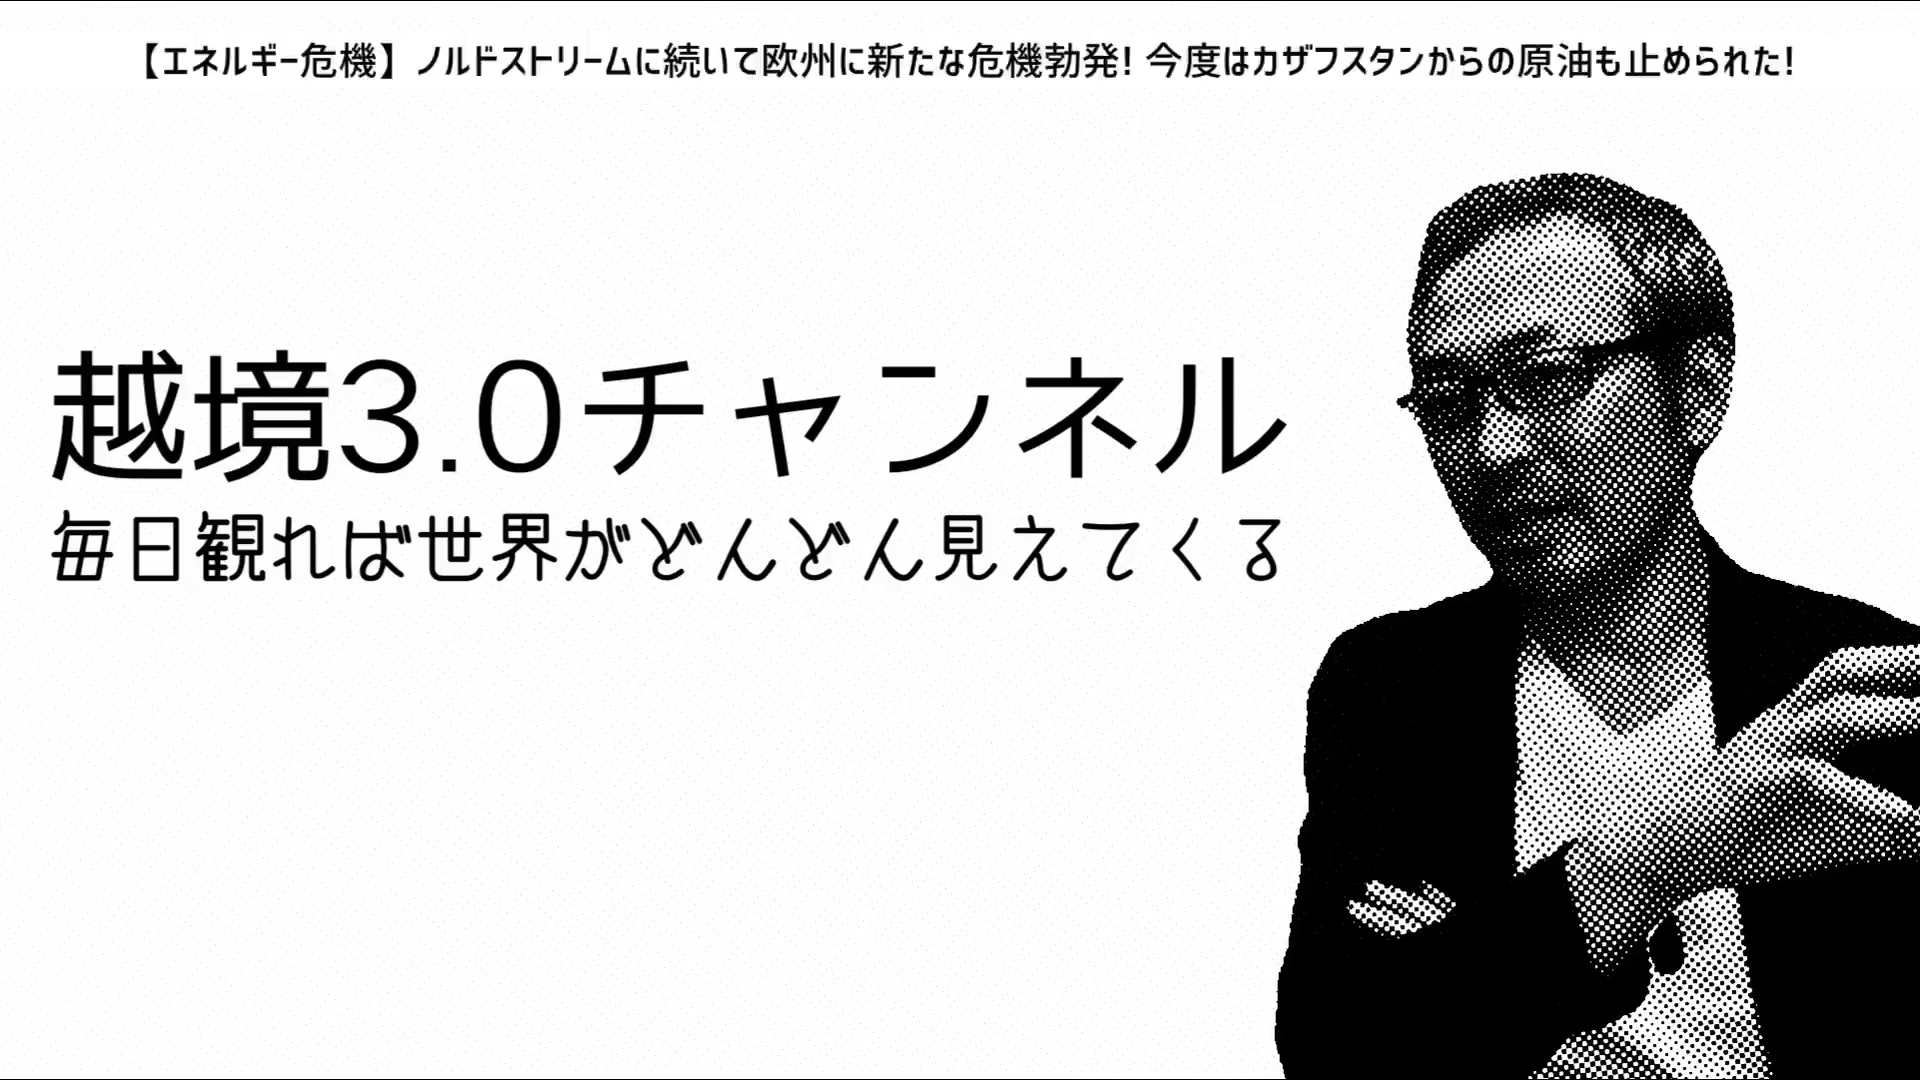 【エネルギー危機】ノルドストリームに続いて欧州に新たな危機勃発! 今度はカザフスタンからの原油も止められた!
越境3.0チャンネル
毎日観れば世界がどんどん見えてくる